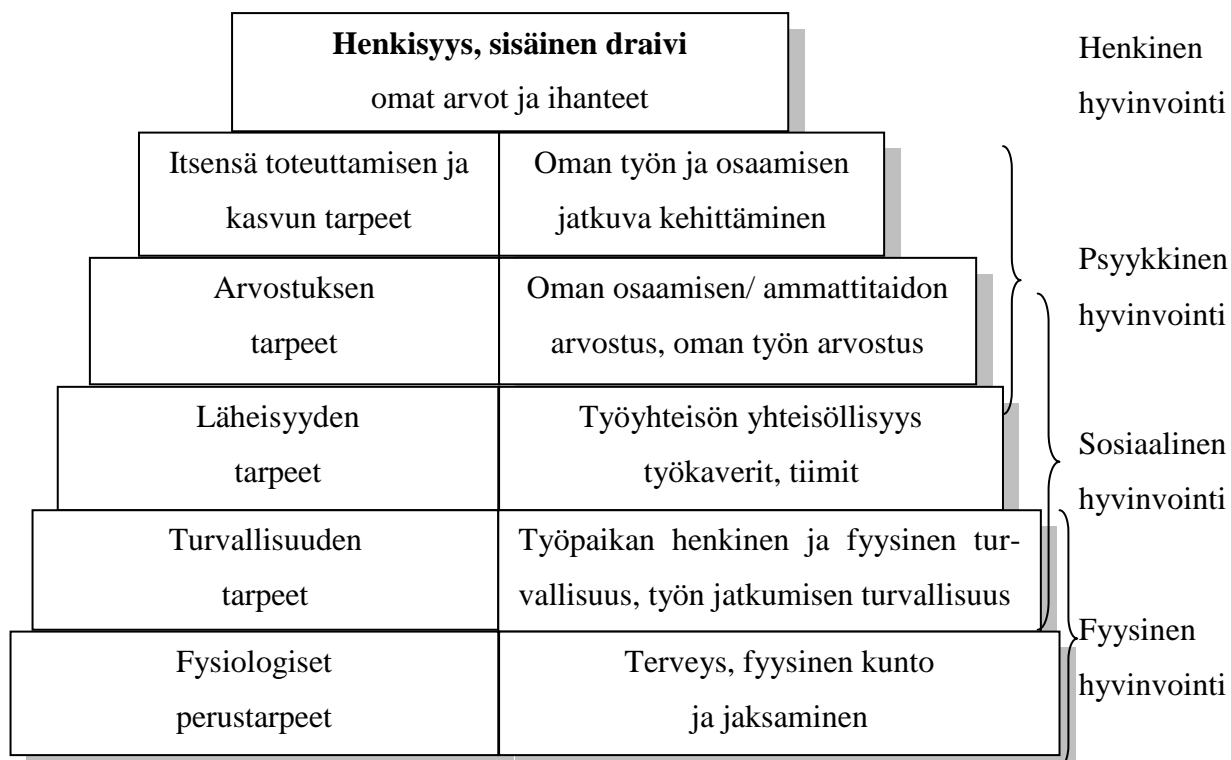 Henkisyys, sisäinen draivi
omat arvot ja ihanteet
Henkinen
hyvinvointi
Itsensä toteuttamisen ja
kasvun tarpeet
Oman työn ja osaamisen
jatkuva kehittäminen
Psyykkinen
hyvinvointi
Arvostuksen
tarpeet
Oman osaamisen/ ammattitaidon
arvostus, oman työn arvostus
Läheisyyden
tarpeet
Työyhteisön yhteisöllisyys
työkaverit, tiimit
Sosiaalinen
hyvinvointi
Turvallisuuden
tarpeet
Työpaikan henkinen ja fyysinen tur-
vallisuus, työn jatkumisen turvallisuus
Fyysinen
hyvinvointi
Fysiologiset
perustarpeet
Terveys, fyysinen kunto
ja jaksaminen